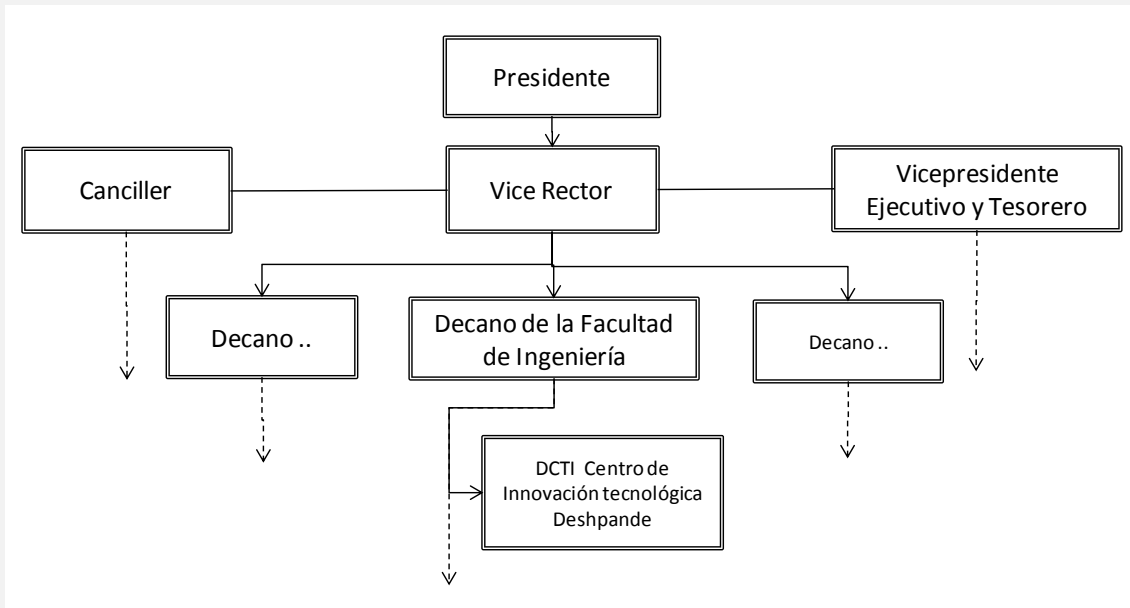 Presidente
Canciller
Vice Rector
Vicepresidente
Ejecutivo y Tesorero
Decano ..
Decano de la Facultad
de Ingeniería
Decano ..
DCTI Centro de
Innovación tecnológica
Deshpande